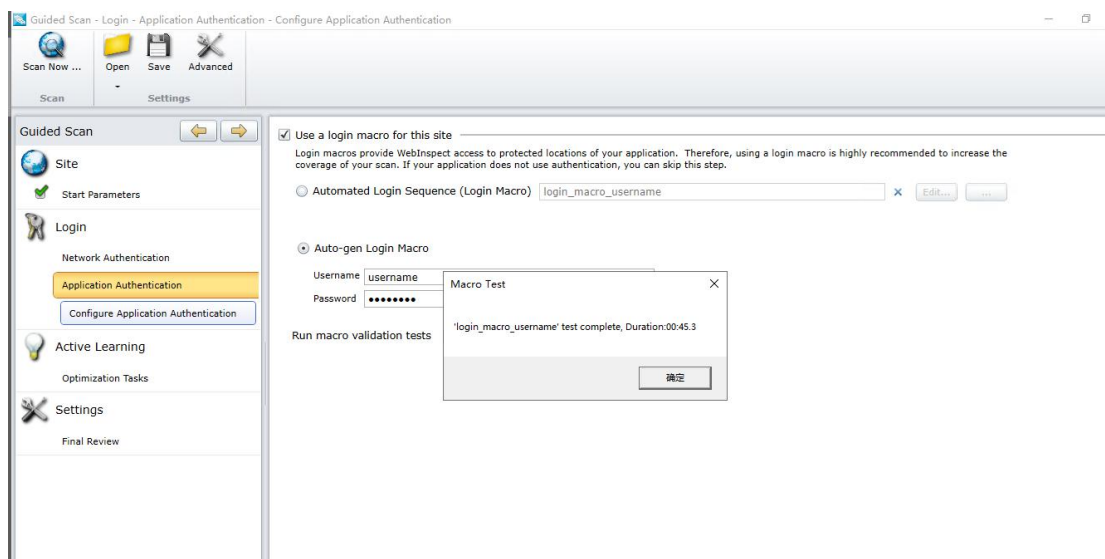 Guided Scan - Login - Application Authentication - Configure Application Authentication
Scan Now ...
Open
Save
Advanced
Scan
Settings
Guided Scan
Site
Start Parameters
Login
Network Authentication
Application Authentication
Configure Application Authentication
Active Learning
Optimization Tasks
Settings
Final Review
Use a login macro for this site
Login macros provide WebInspect access to protected locations of your application. Therefore, using a login macro is highly recommended to increase the
coverage of your scan. If your application does not use authentication, you can skip this step.
Automated Login Sequence (Login Macro) login_macro_username Edit... ...
Auto-gen Login Macro
Username username
Password ●●●●●●●●
Run macro validation tests
Macro Test
'login_macro_username' test complete, Duration:00:45.3
确定